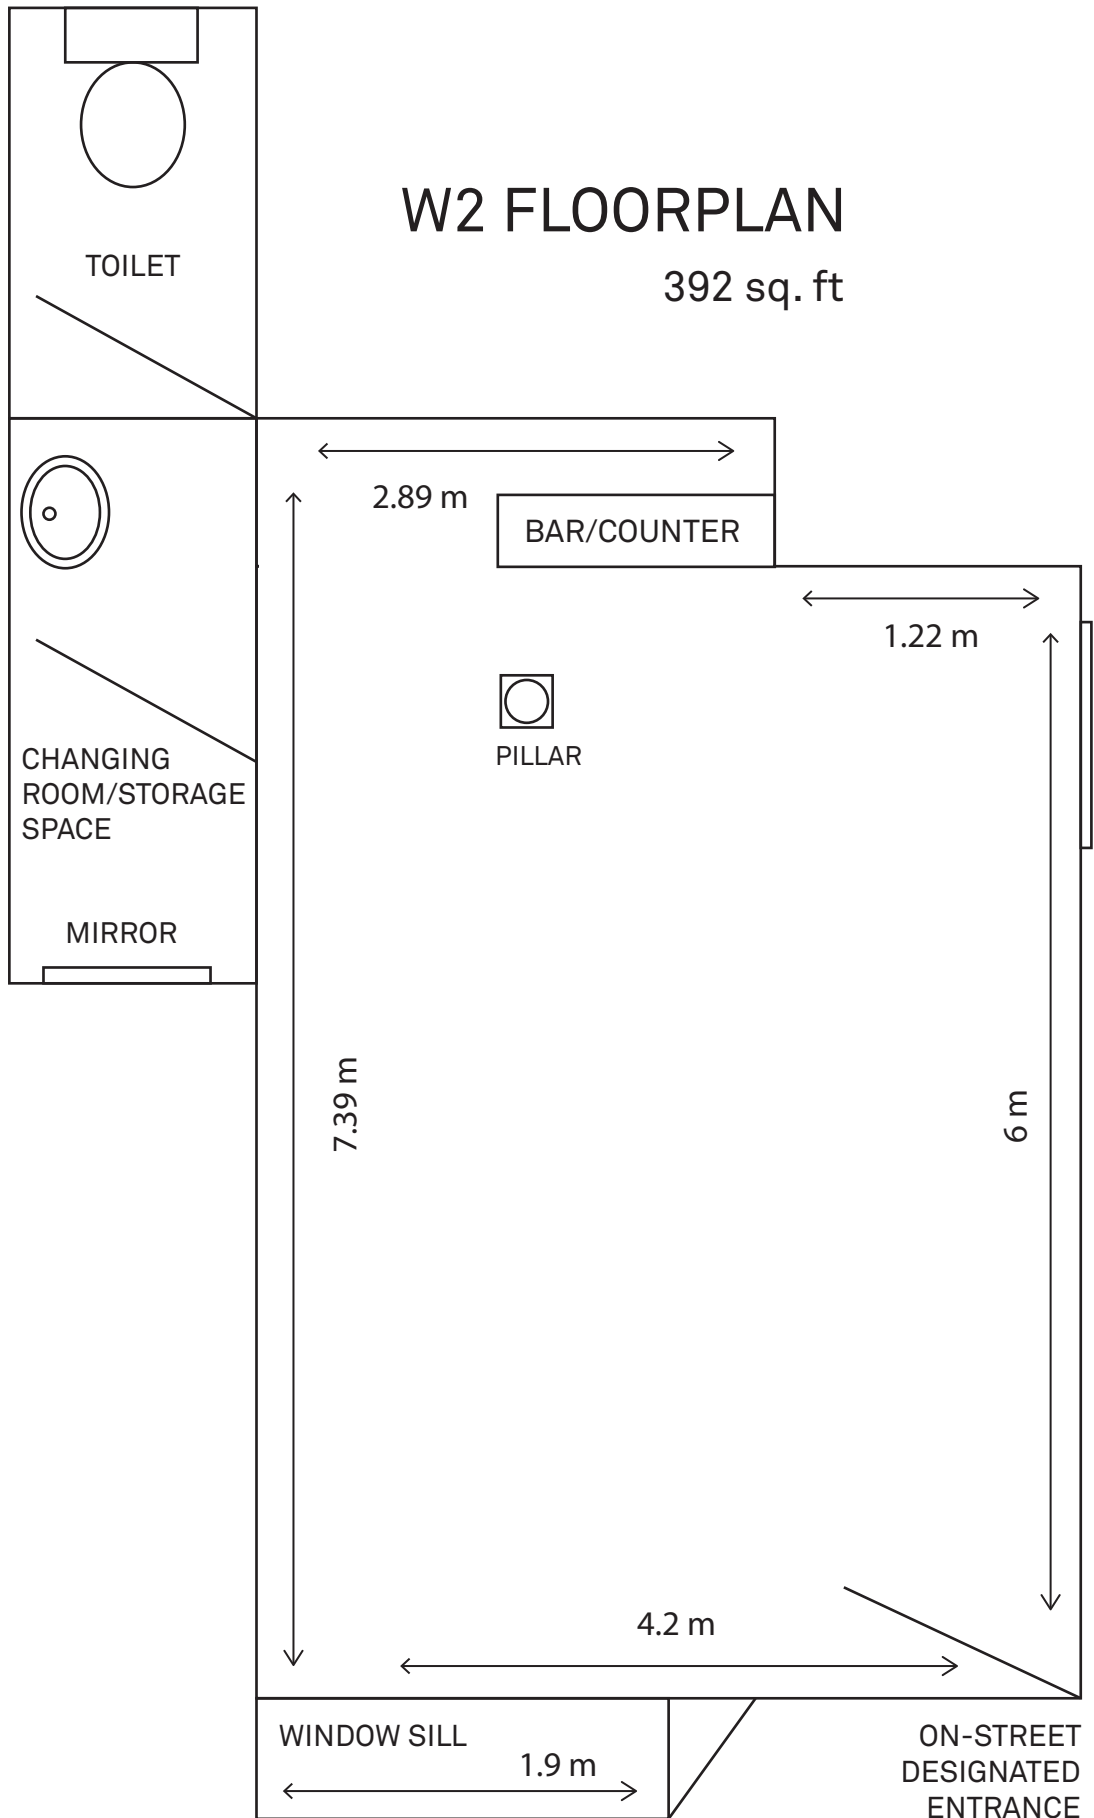 W2 FLOORPLAN
392 sq. ft
TOILET
2.89 m
BAR/COUNTER
1.22 m
PILLAR
CHANGING
ROOM/STORAGE
SPACE
MIRROR
7.39 m
6 m
4.2 m
WINDOW SILL
1.9 m
ON-STREET
DESIGNATED
ENTRANCE